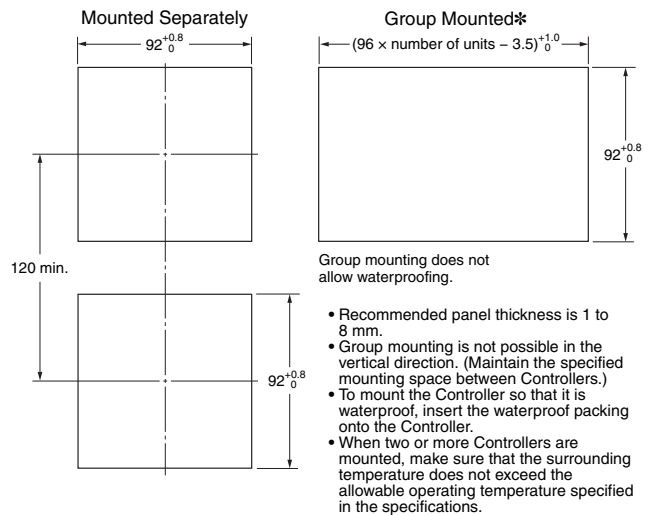 Mounted Separately
92+0.8 0
120 min.
92+0.8 0
Group Mounted*
(96 × number of units − 3.5)+1.0 0
92+0.8 0
Group mounting does not
allow waterproofing.
• Recommended panel thickness is 1 to
8 mm.
• Group mounting is not possible in the
vertical direction. (Maintain the specified
mounting space between Controllers.)
• To mount the Controller so that it is
waterproof, insert the waterproof packing
onto the Controller.
• When two or more Controllers are
mounted, make sure that the surrounding
temperature does not exceed the
allowable operating temperature specified
in the specifications.